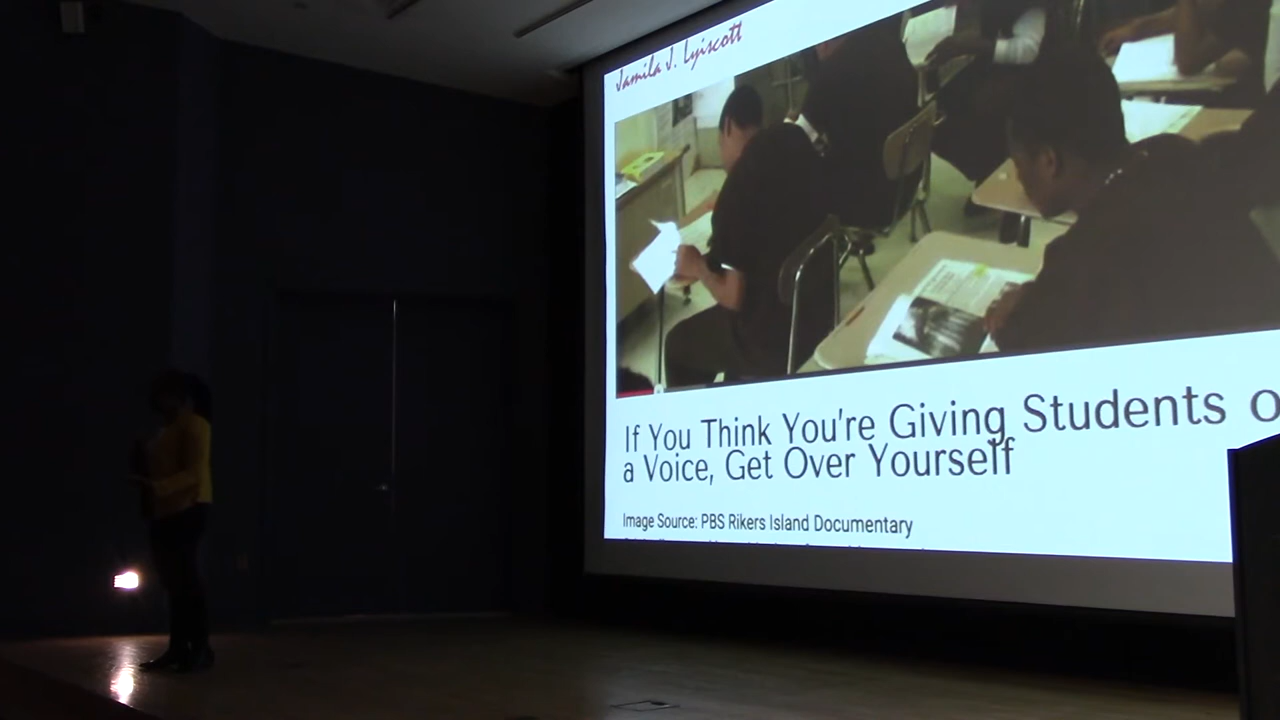 Jamila J. Lyiscott
If You Think You're Giving Students
a Voice, Get Over Yourself
Image Source: PBS Rikers Island Documentary